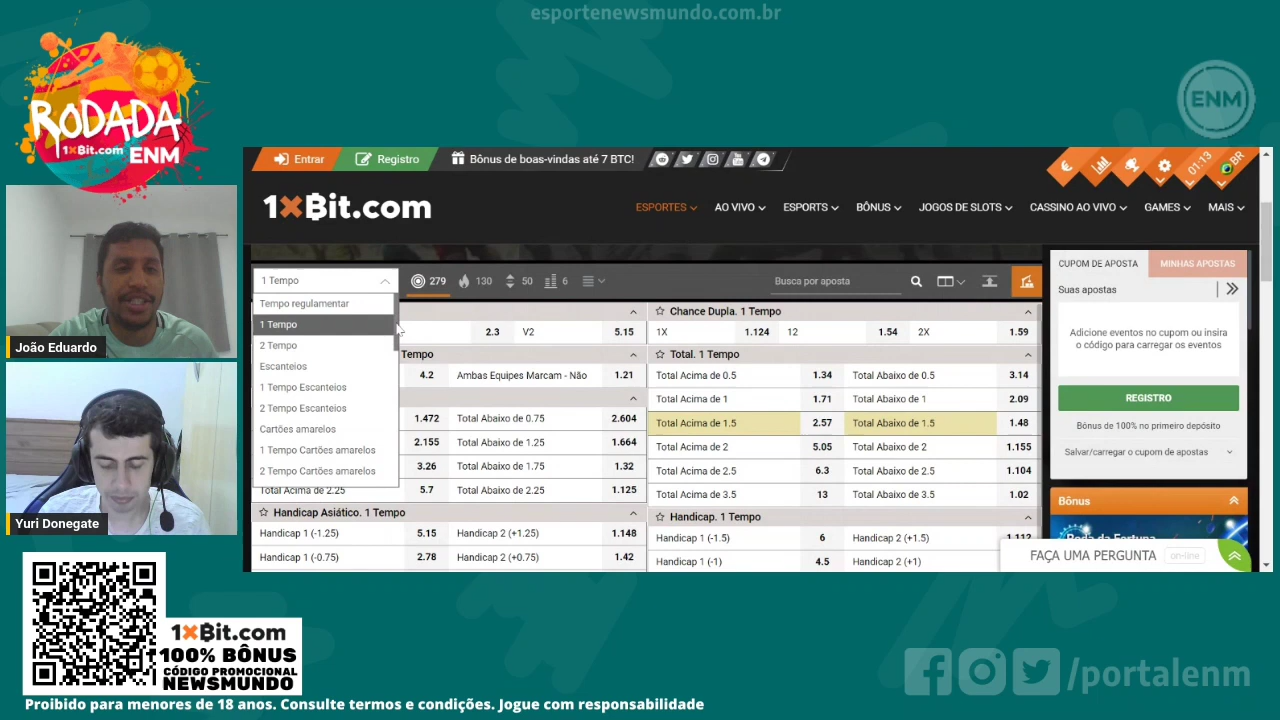 esportenewsmundo.com.br
RODADA
1xBit.com
ENM
ENM
Entrar
Registro
Bônus de boas-vindas até 7 BTC!
01:13
BR
1xBit.com
ESPORTES
AO VIVO
ESPORTS
BÔNUS
JOGOS DE SLOTS
CASSINO AO VIVO
GAMES
MAIS
1 Tempo
279
130
50
6
Busca por aposta
Tempo regulamentar
1 Tempo
2 Tempo
Escanteios
1 Tempo Escanteios
2 Tempo Escanteios
Cartões amarelos
1 Tempo Cartões amarelos
2 Tempo Cartões amarelos
2.3 V2 5.15
Tempo
4.2 Ambas Equipes Marcam - Não 1.21
1.472 Total Abaixo de 0.75 2.604
2.155 Total Abaixo de 1.25 1.664
3.26 Total Abaixo de 1.75 1.32
Total Acima de 2.25 5.7 Total Abaixo de 2.25 1.125
Handicap Asiático. 1 Tempo
Handicap 1 (-1.25) 5.15 Handicap 2 (+1.25) 1.148
Handicap 1 (-0.75) 2.78 Handicap 2 (+0.75) 1.42
Chance Dupla. 1 Tempo
1X 1.124 12 1.54 2X 1.59
Total. 1 Tempo
Total Acima de 0.5 1.34 Total Abaixo de 0.5 3.14
Total Acima de 1 1.71 Total Abaixo de 1 2.09
Total Acima de 1.5 2.57 Total Abaixo de 1.5 1.48
Total Acima de 2 5.05 Total Abaixo de 2 1.155
Total Acima de 2.5 6.3 Total Abaixo de 2.5 1.104
Total Acima de 3.5 13 Total Abaixo de 3.5 1.02
Handicap. 1 Tempo
Handicap 1 (-1.5) 6 Handicap 2 (+1.5) 1.112
Handicap 1 (-1) 4.5 Handicap 2 (+1)
CUPOM DE APOSTA
MINHAS APOSTAS
Suas apostas
Adicione eventos no cupom ou insira
o código para carregar os eventos
REGISTRO
Bônus de 100% no primeiro depósito
Salvar/carregar o cupom de apostas
Bônus
Roda da Fortuna
FAÇA UMA PERGUNTA on-line
João Eduardo
Yuri Donegate
1xBit.com
100% BÔNUS
CÓDIGO PROMOCIONAL
NEWSMUNDO
/portalenm
Proibido para menores de 18 anos. Consulte termos e condições. Jogue com responsabilidade